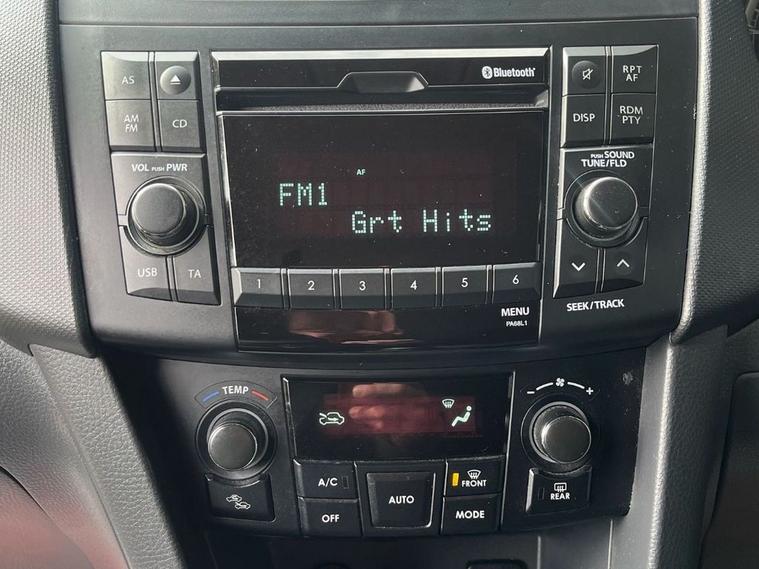 AS
Bluetooth
RPT
AF
AM
FM
CD
DISP
RDM
PTY
VOL PUSH PWR
PUSH SOUND
TUNE/FLD
AF
FM1
Grt Hits
USB
TA
1 2 3 4 5 6
SEEK/TRACK
MENU
PA68L1
TEMP
- +
A/C
AUTO
FRONT
REAR
OFF
MODE